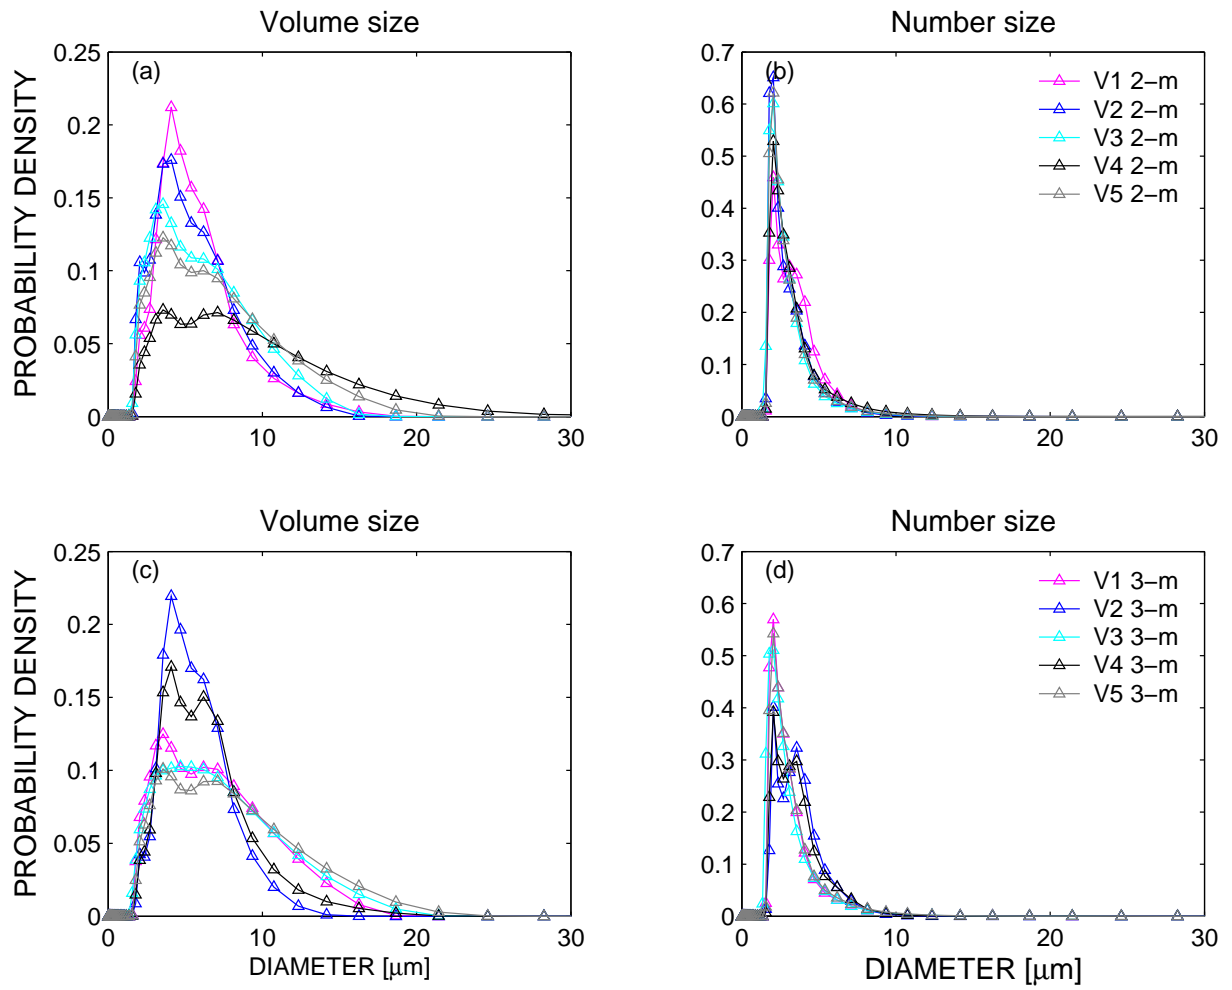 Volume size
Number size
0.25
0.2
0.15
0.1
0.05
0
(a)
PROBABILITY DENSITY
0
10
20
30
0.7
0.6
0.5
0.4
0.3
0.2
0.1
0
(b)
V1 2−m
V2 2−m
V3 2−m
V4 2−m
V5 2−m
0
10
20
30
Volume size
Number size
0.25
0.2
0.15
0.1
0.05
0
(c)
PROBABILITY DENSITY
0
10
20
30
DIAMETER [μm]
0.7
0.6
0.5
0.4
0.3
0.2
0.1
0
(d)
V1 3−m
V2 3−m
V3 3−m
V4 3−m
V5 3−m
0
10
20
30
DIAMETER [μm]